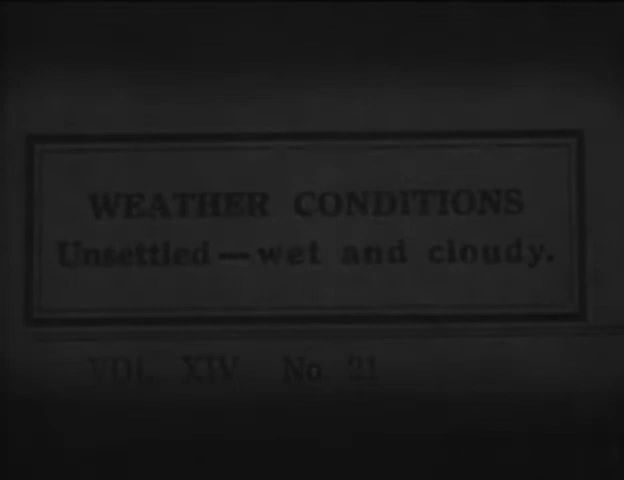 WEATHER CONDITIONS
Unsettled — wet and cloudy.
VOL. XIV. No. 21